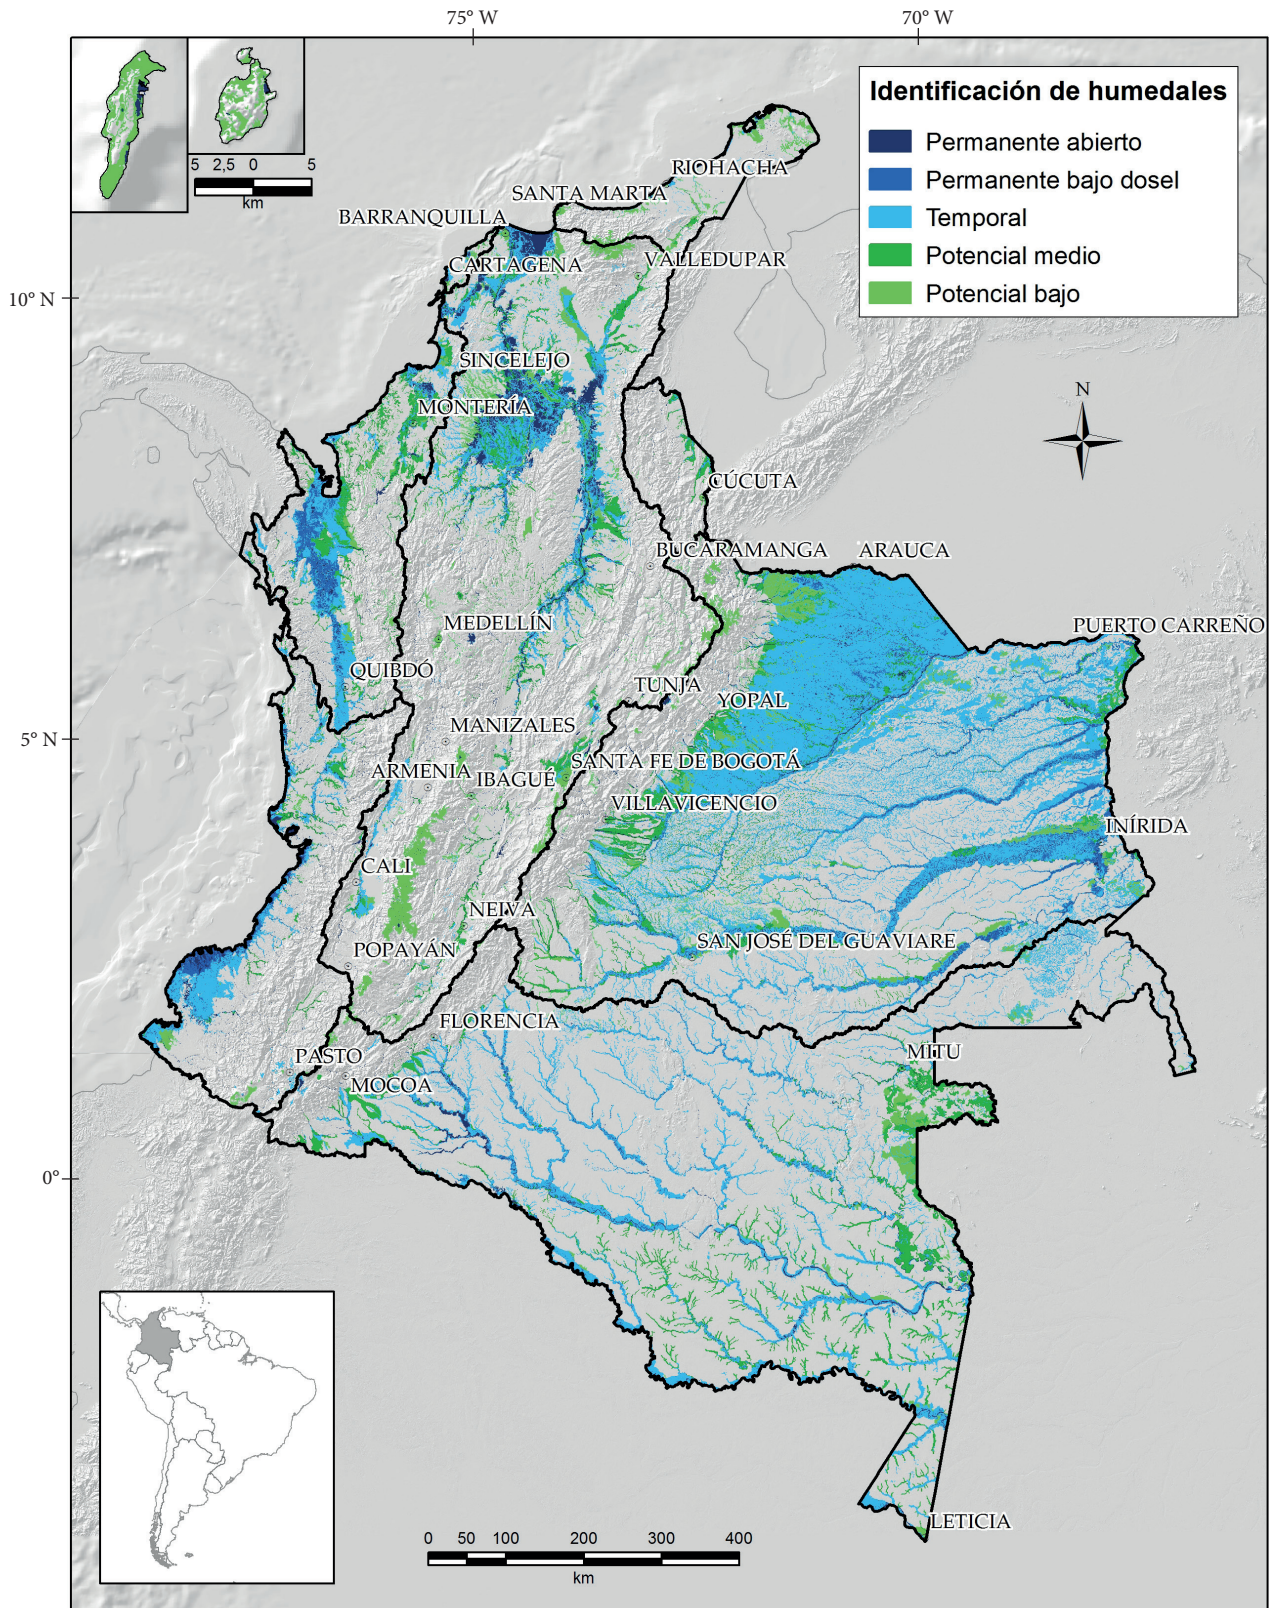 75° W
70° W
5 2,5 0 5
km
Identificación de humedales
Permanente abierto
Permanente bajo dosel
Temporal
Potencial medio
Potencial bajo
RIOHACHA
SANTA MARTA
BARRANQUILLA
CARTAGENA
VALLEDUPAR
10° N
SINCELEJO
MONTERÍA
N
CÚCUTA
BUCARAMANGA
ARAUCA
MEDELLÍN
PUERTO CARREÑO
QUIBDÓ
TUNJA
YOPAL
MANIZALES
5° N
SANTA FE DE BOGOTÁ
ARMENIA
IBAGUÉ
VILLAVICENCIO
INÍRIDA
CALI
NEIVA
SAN JOSÉ DEL GUAVIARE
POPAYÁN
FLORENCIA
PASTO
MITU
MOCOA
0°
LETICIA
0 50 100 200 300 400
km